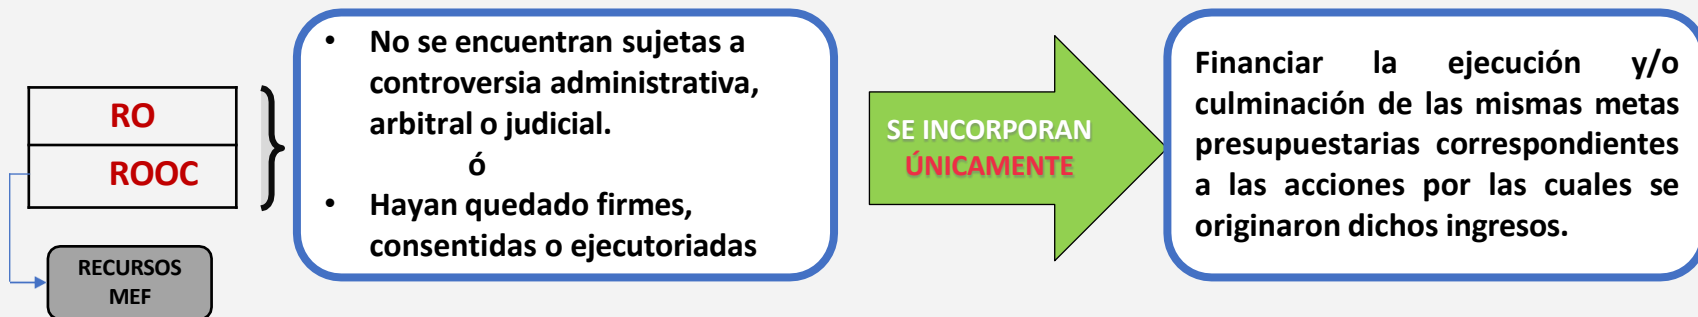 RO
ROOC
RECURSOS
MEF
• No se encuentran sujetas a
controversia administrativa,
arbitral o judicial.
ó
• Hayan quedado firmes,
consentidas o ejecutoriadas
SE INCORPORAN
ÚNICAMENTE
Financiar la ejecución y/o
culminación de las mismas metas
presupuestarias correspondientes
a las acciones por las cuales se
originaron dichos ingresos.